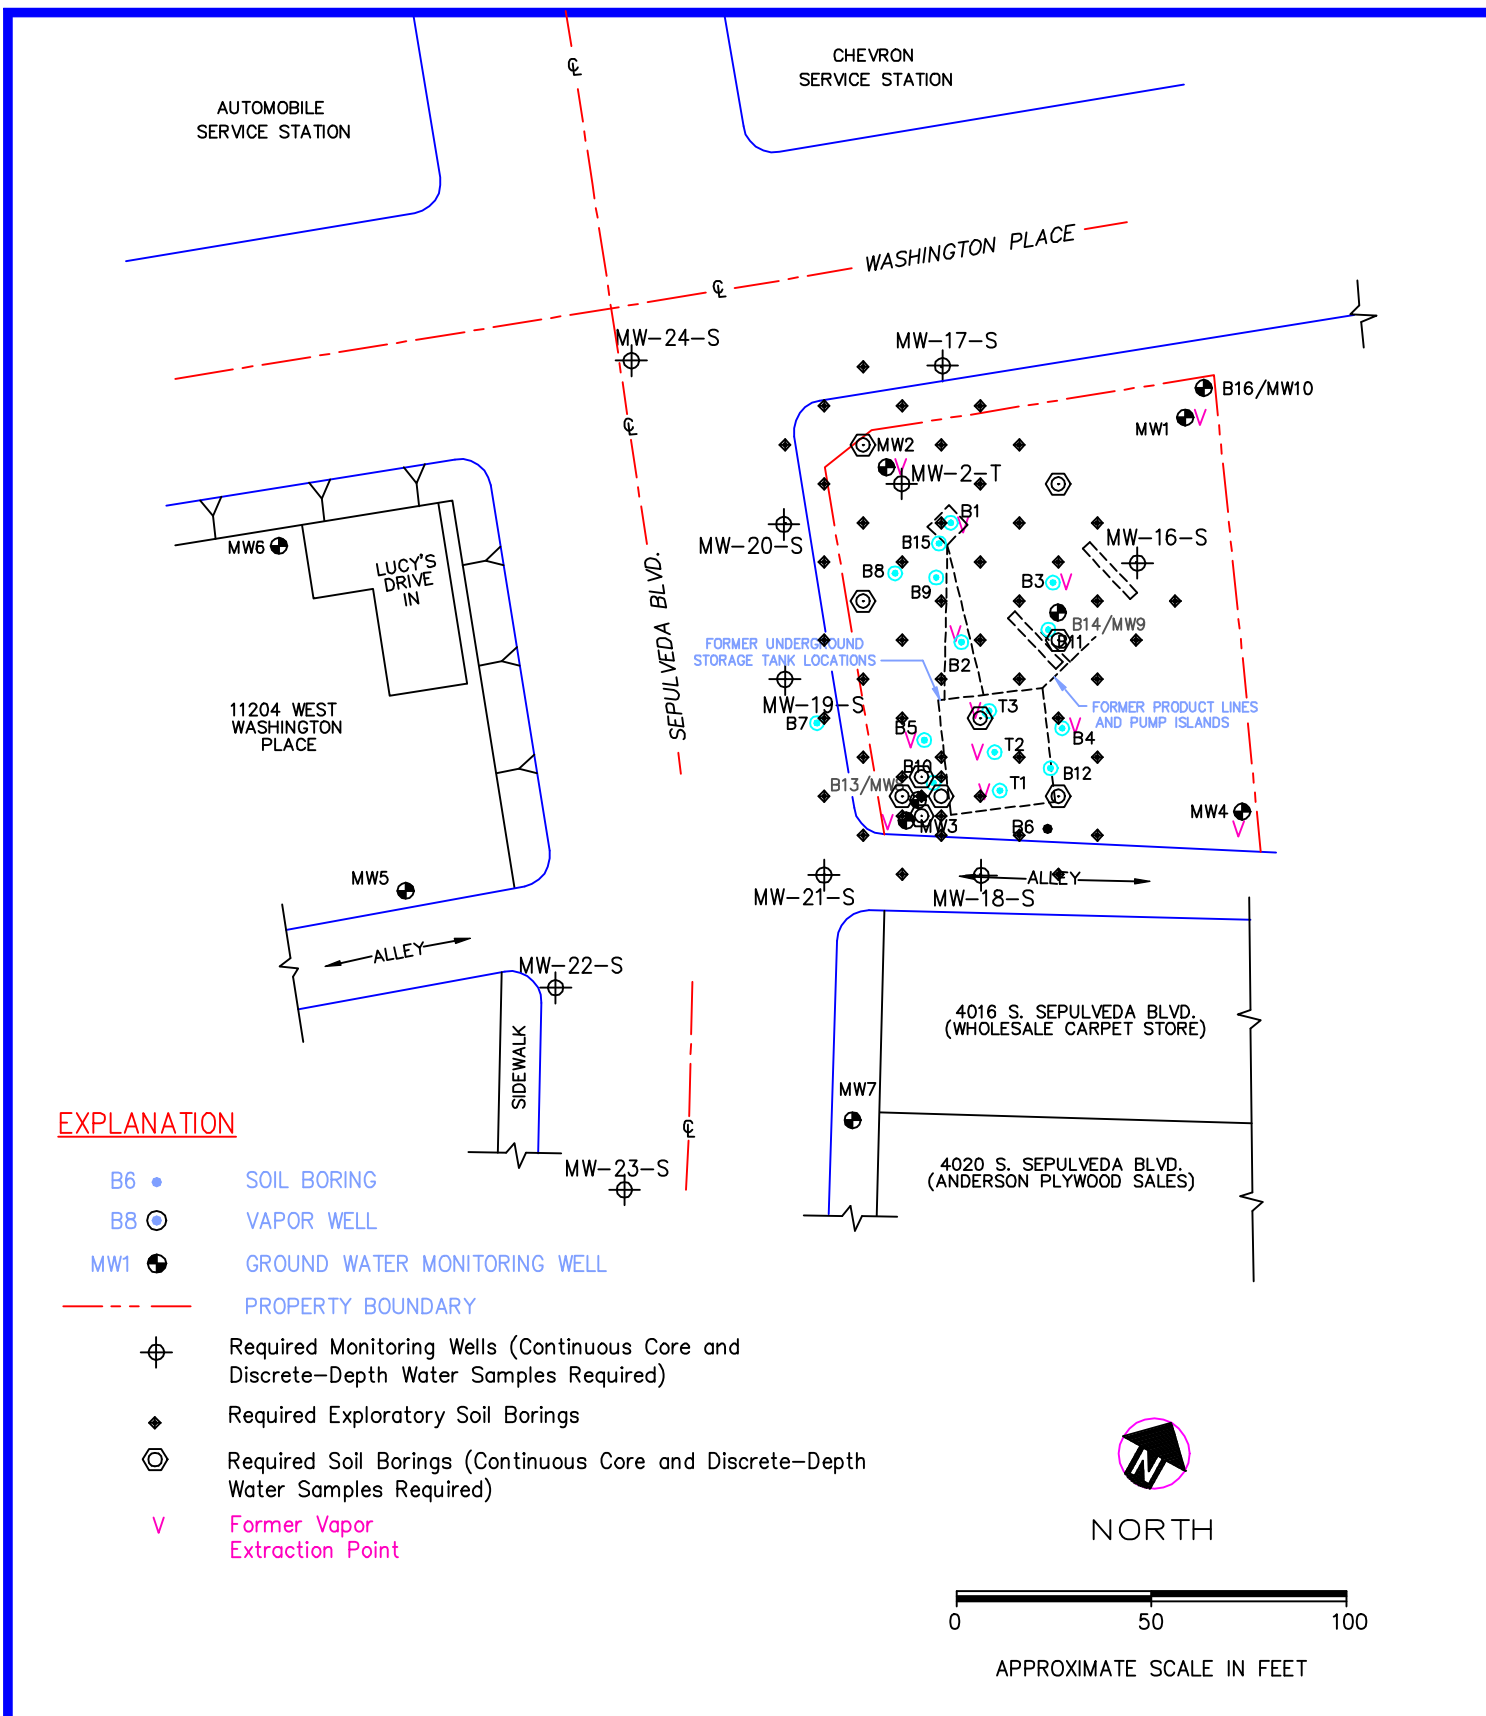 CHEVRON
SERVICE STATION
AUTOMOBILE
SERVICE STATION
℄
WASHINGTON PLACE
℄
MW-24-S
MW-17-S
B16/MW10
MW1 V
℄
MW2
V
MW-2-T
B1
V
MW-20-S
B15
MW-16-S
MW6
LUCY'S
DRIVE
IN
B8
B9
B3 V
SEPULVEDA BLVD.
V
B14/MW9
B11
FORMER UNDERGROUND
STORAGE TANK LOCATIONS
B2
MW-19-S
V T3
FORMER PRODUCT LINES
AND PUMP ISLANDS
11204 WEST
WASHINGTON
PLACE
B7
B5
V
V
B4
V T2
B10
B12
B13/MW8
V T1
V
MW3
B6
MW4
V
MW5
ALLEY
MW-21-S
MW-18-S
ALLEY
MW-22-S
4016 S. SEPULVEDA BLVD.
(WHOLESALE CARPET STORE)
SIDEWALK
MW7
℄
MW-23-S
4020 S. SEPULVEDA BLVD.
(ANDERSON PLYWOOD SALES)
EXPLANATION
B6 SOIL BORING
B8 VAPOR WELL
MW1 GROUND WATER MONITORING WELL
PROPERTY BOUNDARY
Required Monitoring Wells (Continuous Core and
Discrete-Depth Water Samples Required)
Required Exploratory Soil Borings
Required Soil Borings (Continuous Core and Discrete-Depth
Water Samples Required)
V Former Vapor
Extraction Point
N
NORTH
0 50 100
APPROXIMATE SCALE IN FEET